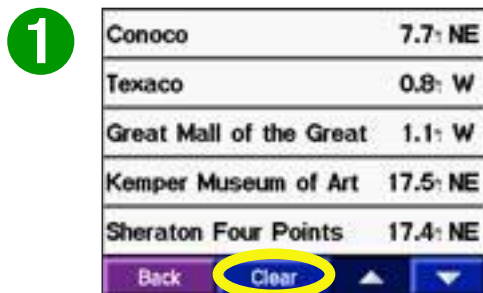 1
Conoco 7.7 NE
Texaco 0.8 W
Great Mall of the Great 1.1 W
Kemper Museum of Art 17.5 NE
Sheraton Four Points 17.4 NE
Back Clear